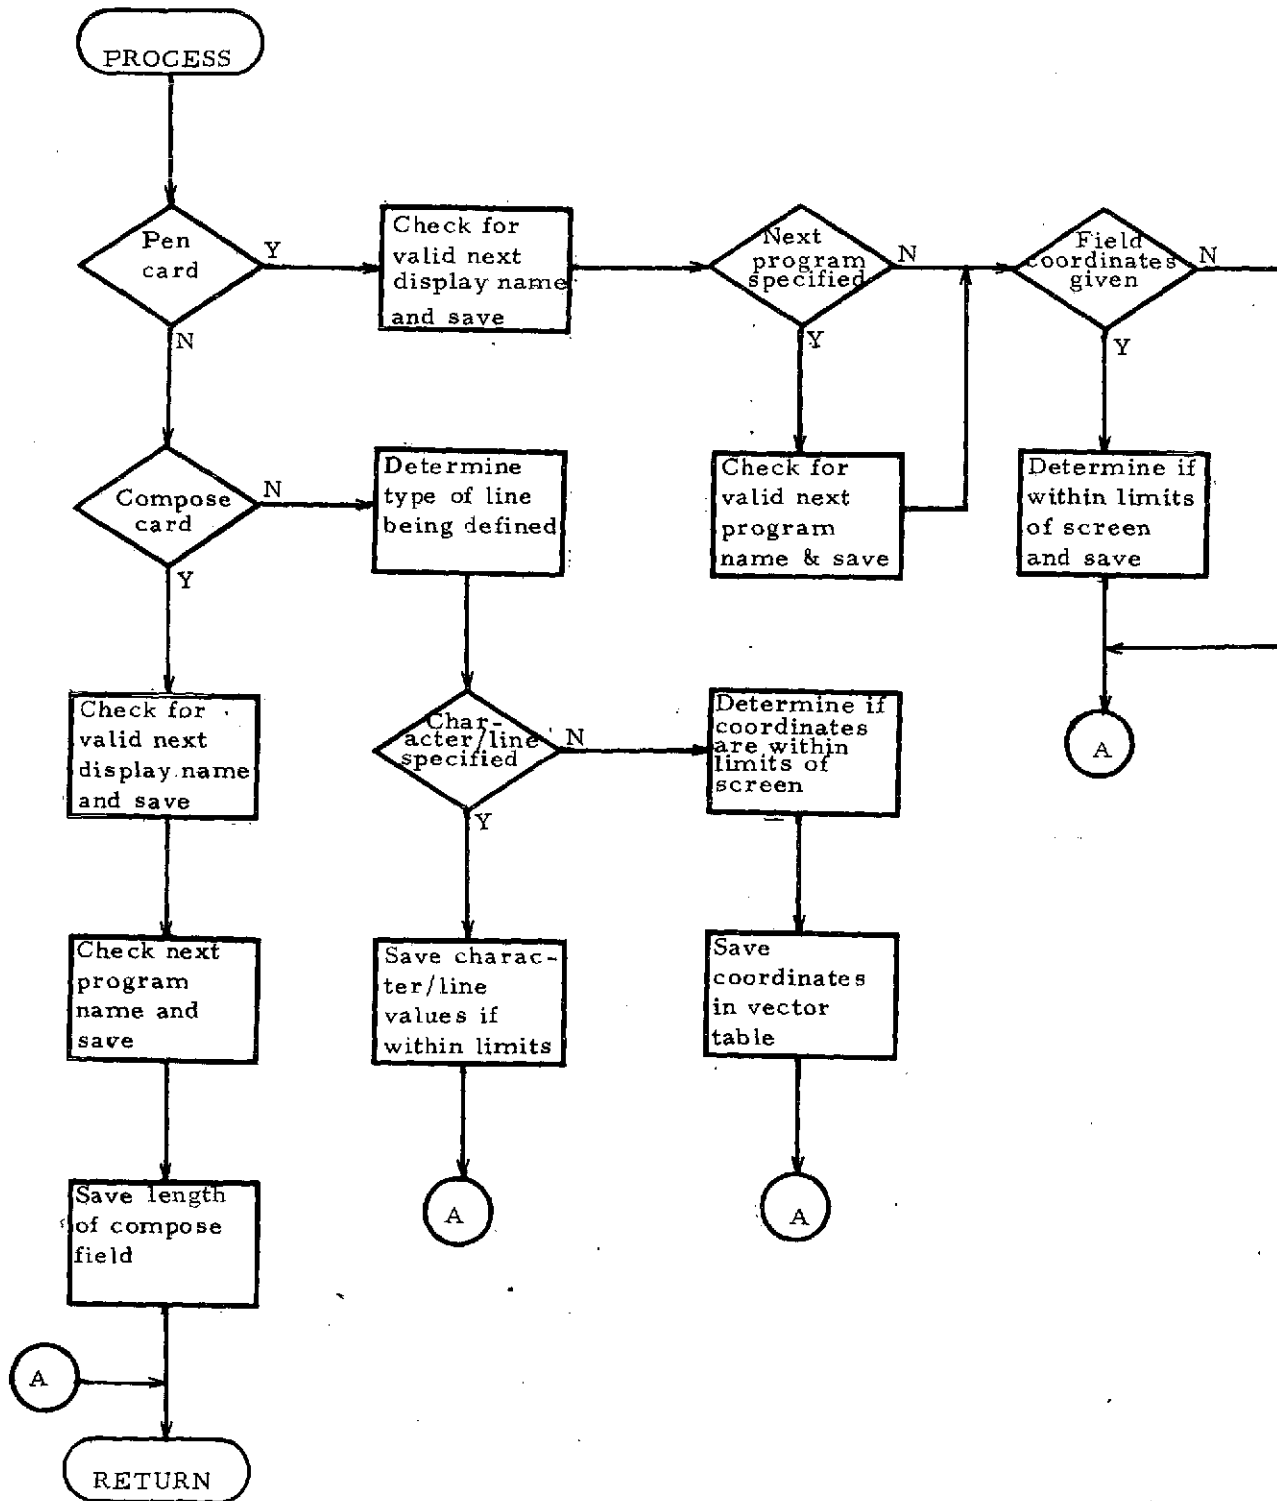 PROCESS
Pen
card
Y
N
Check for
valid next
display name
and save
Next
program
specified
N
Y
Field
coordinates
given
N
Y
Compose
card
N
Y
Determine
type of line
being defined
Check for
valid next
program
name & save
Determine if
within limits
of screen
and save
Check for
valid next
display name
and save
Char-
acter/line
specified
N
Y
Determine if
coordinates
are within
limits of
screen
A
Check next
program
name and
save
Save charac-
ter/line
values if
within limits
Save
coordinates
in vector
table
Save length
of compose
field
A
A
A
RETURN